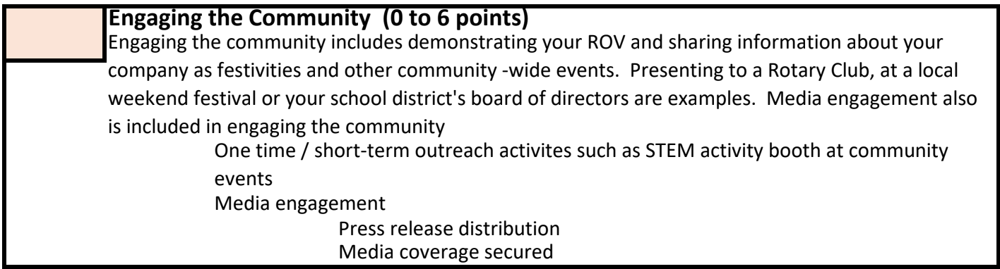 Engaging the Community  (0 to 6 points)
Engaging the community includes demonstrating your ROV and sharing information about your
company as festivities and other community -wide events.  Presenting to a Rotary Club, at a local
weekend festival or your school district's board of directors are examples.  Media engagement also
is included in engaging the community
One time / short-term outreach activites such as STEM activity booth at community
events
Media engagement
Press release distribution
Media coverage secured